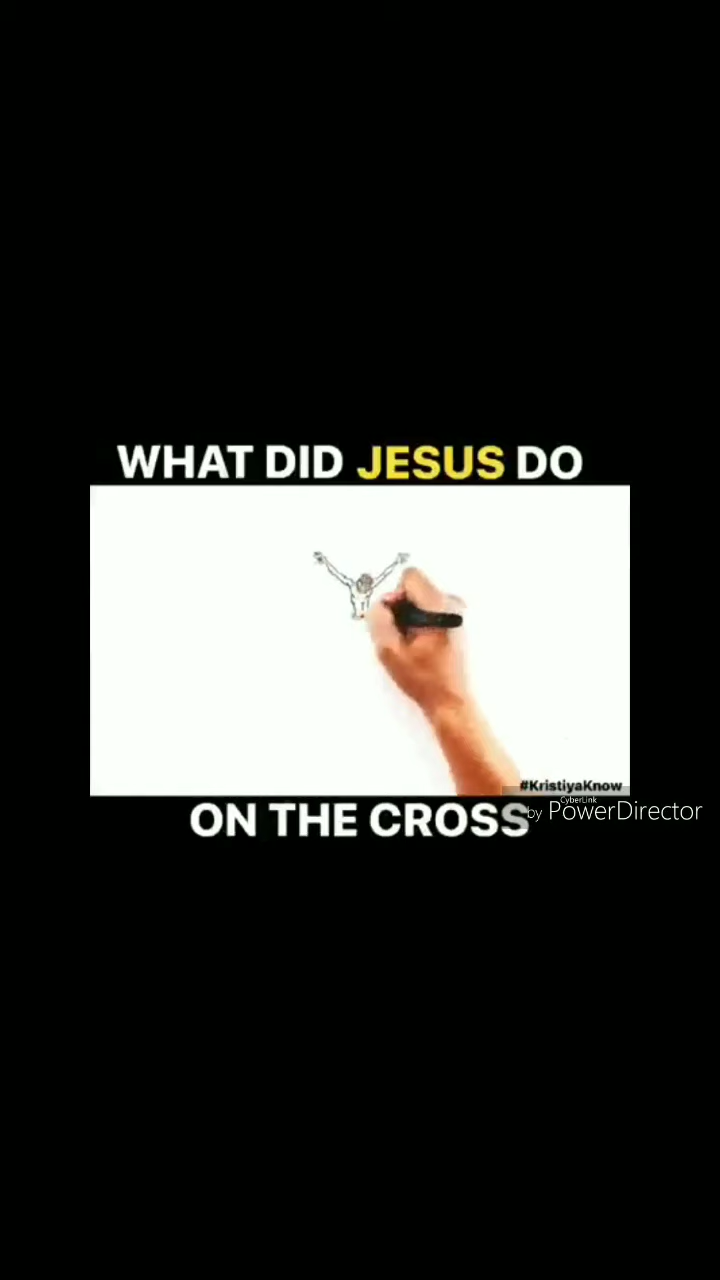 WHAT DID JESUS DO
#KristiyaKnow
CyberLink
by PowerDirector
ON THE CROSS